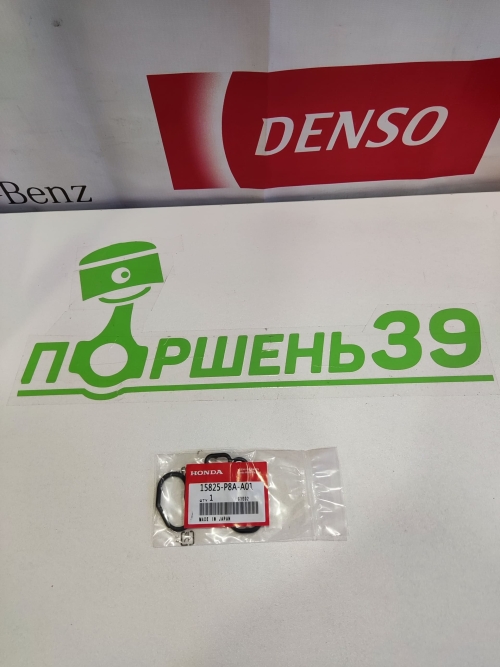 DENSO
-Benz
ПОРШЕНЬ39
HONDA
15825-P8A-A01
QTY 1
MADE IN JAPAN